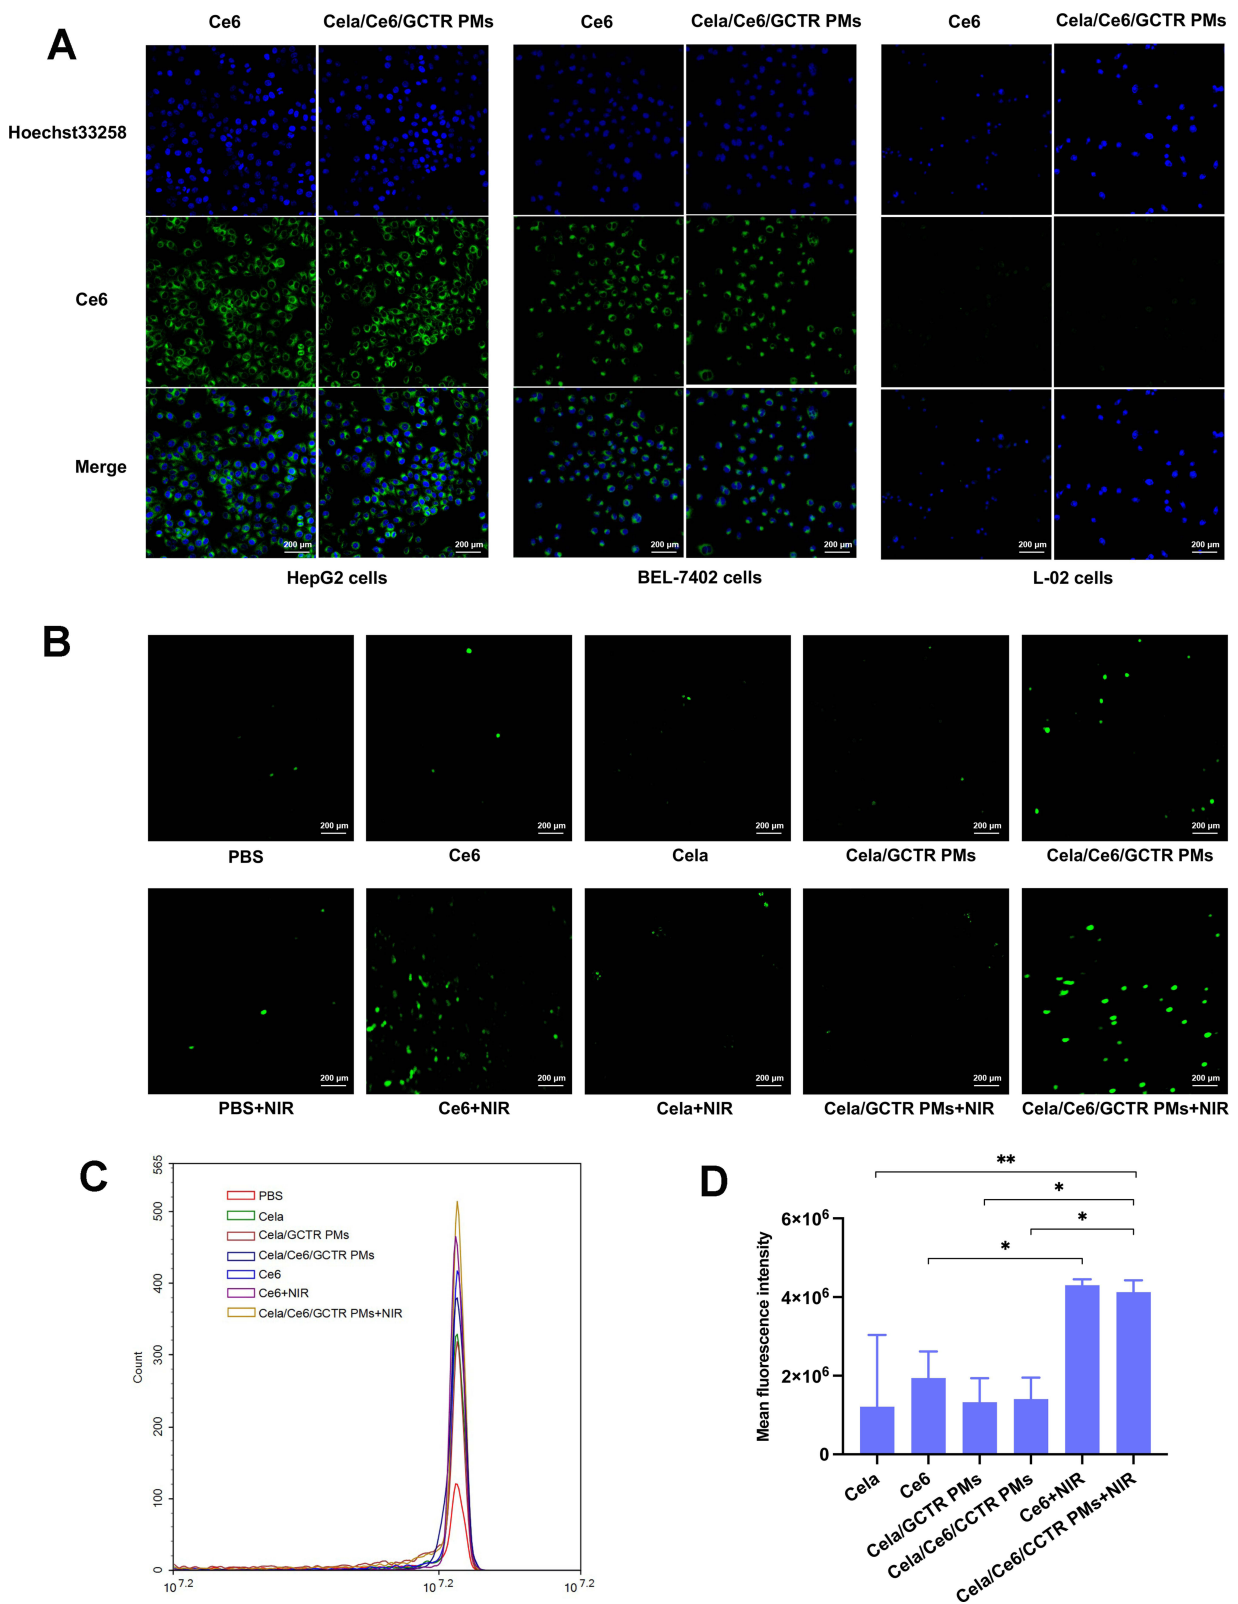 A
Ce6 Cela/Ce6/GCTR PMs Ce6 Cela/Ce6/GCTR PMs Ce6 Cela/Ce6/GCTR PMs
Hoechst33258
Ce6
Merge
200 μm 200 μm 200 μm 200 μm 200 μm 200 μm
HepG2 cells BEL-7402 cells L-02 cells
B
200 μm 200 μm 200 μm 200 μm 200 μm
PBS Ce6 Cela Cela/GCTR PMs Cela/Ce6/GCTR PMs
200 μm 200 μm 200 μm 200 μm 200 μm
PBS+NIR Ce6+NIR Cela+NIR Cela/GCTR PMs+NIR Cela/Ce6/GCTR PMs+NIR
C
565
500
400
300
200
100
0
Count
PBS
Cela
Cela/GCTR PMs
Cela/Ce6/GCTR PMs
Ce6
Ce6+NIR
Cela/Ce6/GCTR PMs+NIR
10^7.2 10^7.2 10^7.2
D
**
*
*
*
6×10^6
4×10^6
2×10^6
0
Mean fluorescence intensity
Cela
Ce6
Cela/GCTR PMs
Cela/Ce6/CCTR PMs
Ce6+NIR
Cela/Ce6/CCTR PMs+NIR